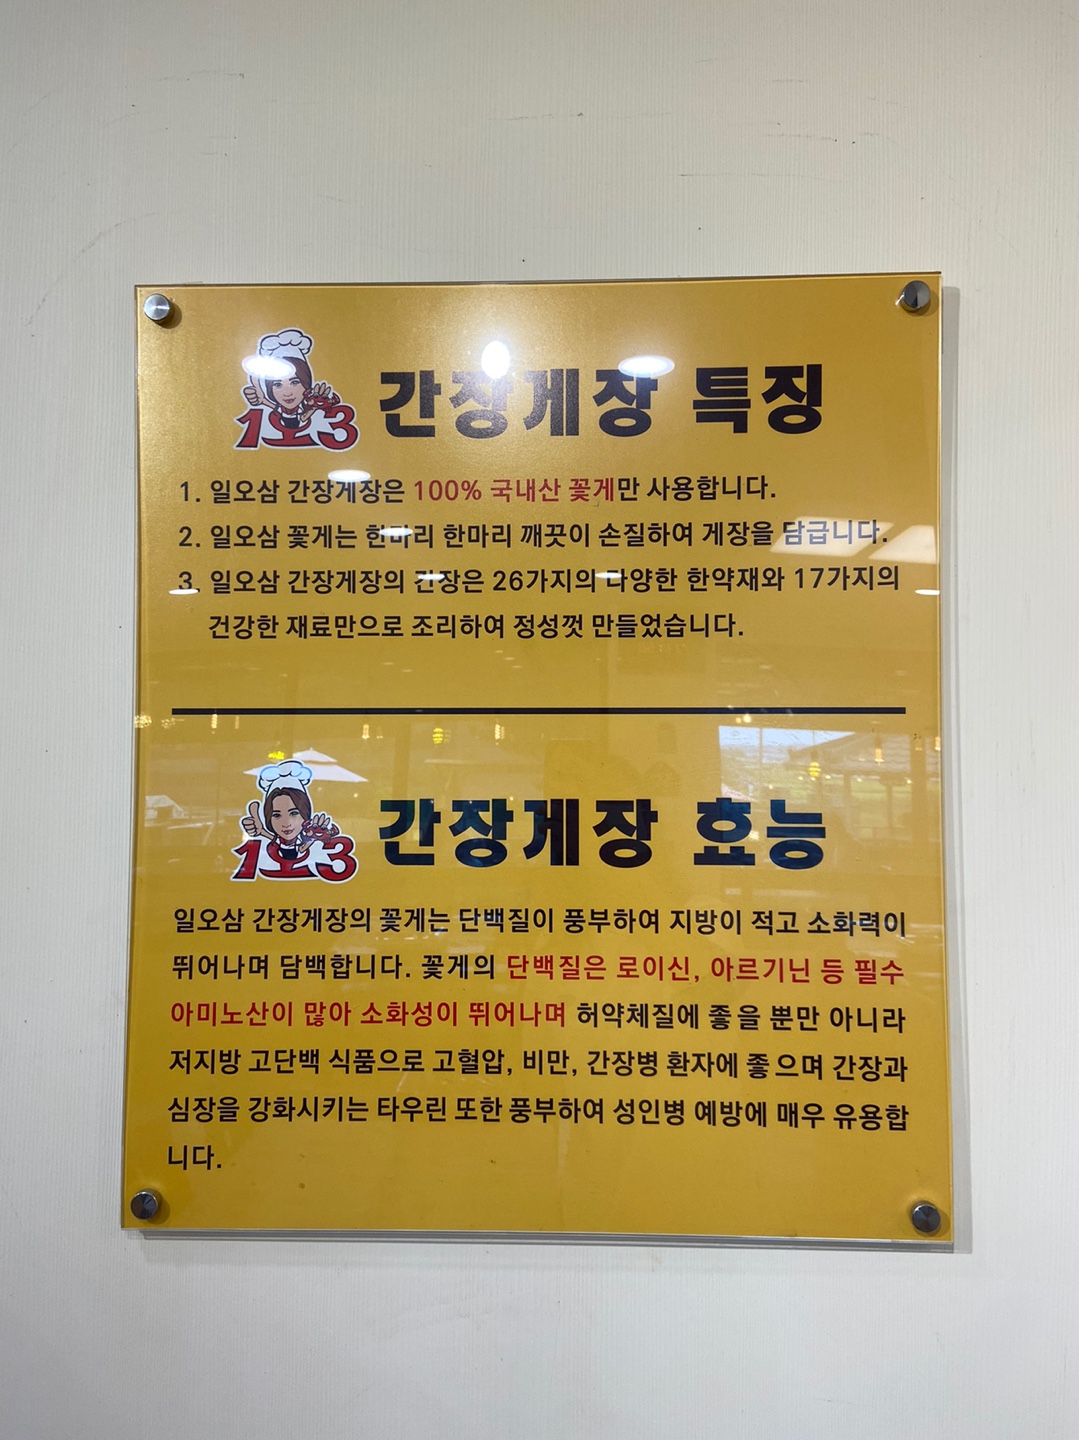 1오3
간장게장 특징
1. 일오삼 간장게장은 100% 국내산 꽃게만 사용합니다.
2. 일오삼 꽃게는 한마리 한마리 깨끗이 손질하여 게장을 담급니다.
3. 일오삼 간장게장의 간장은 26가지의 다양한 한약재와 17가지의
건강한 재료만으로 조리하여 정성껏 만들었습니다.
1오3
간장게장 효능
일오삼 간장게장의 꽃게는 단백질이 풍부하여 지방이 적고 소화력이
뛰어나며 담백합니다. 꽃게의 단백질은 로이신, 아르기닌 등 필수
아미노산이 많아 소화성이 뛰어나며 허약체질에 좋을 뿐만 아니라
저지방 고단백 식품으로 고혈압, 비만, 간장병 환자에 좋으며 간장과
심장을 강화시키는 타우린 또한 풍부하여 성인병 예방에 매우 유용합
니다.